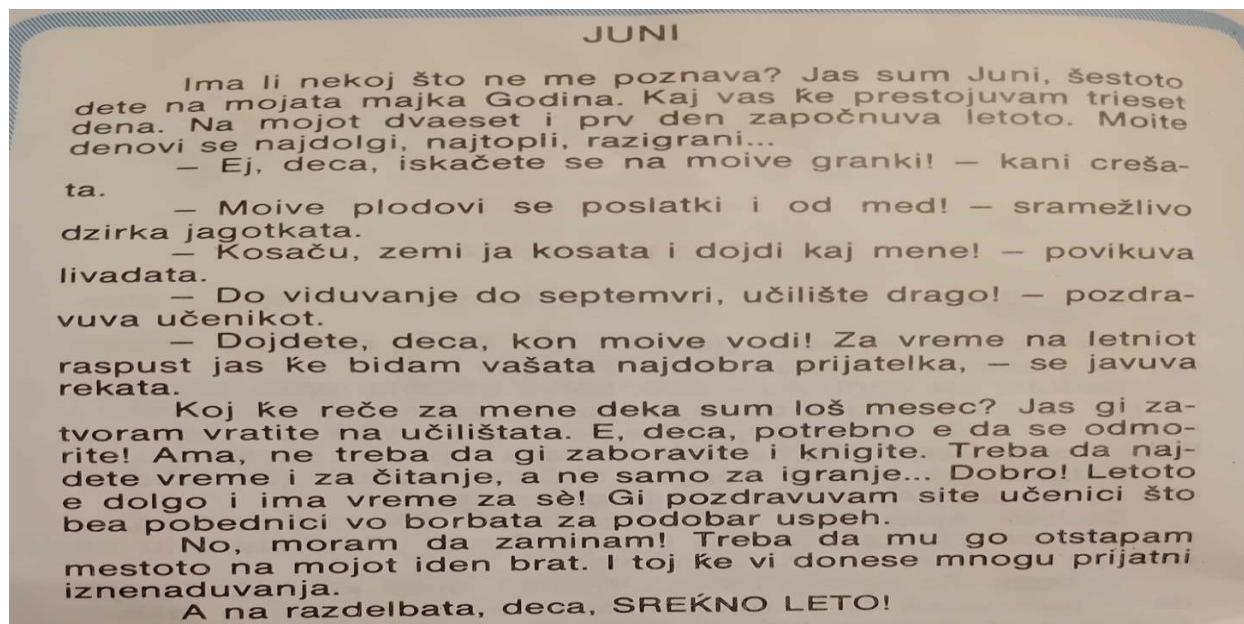 JUNI
Ima li nekoj što ne me poznava? Jas sum Juni, šestoto
dete na mojata majka Godina. Kaj vas ḱe prestojuvam trieset
dena. Na mojot dvaeset i prv den započnuva letoto. Moite
denovi se najdolgi, najtopli, razigrani...
— Ej, deca, iskačete se na moive granki! — kani creša-
ta.
— Moive plodovi se poslatki i od med! — sramežlivo
dzirka jagotkata.
— Kosaču, zemi ja kosata i dojdi kaj mene! — povikuva
livadata.
— Do viduvanje do septemvri, učilište drago! — pozdra-
vuva učenikot.
— Dojdete, deca, kon moive vodi! Za vreme na letniot
raspust jas ḱe bidam vašata najdobra prijatelka, — se javuva
rekata.
Koj ḱe reče za mene deka sum loš mesec? Jas gi za-
tvoram vratite na učilištata. E, deca, potrebno e da se odmo-
rite! Ama, ne treba da gi zaboravite i knigite. Treba da naj-
dete vreme i za čitanje, a ne samo za igranje... Dobro! Letoto
e dolgo i ima vreme za sè! Gi pozdravuvam site učenici što
bea pobednici vo borbata za podobar uspeh.
No, moram da zaminam! Treba da mu go otstapam
mestoto na mojot iden brat. I toj ḱe vi donese mnogu prijatni
iznenaduvanja.
A na razdelbata, deca, SREḰNO LETO!